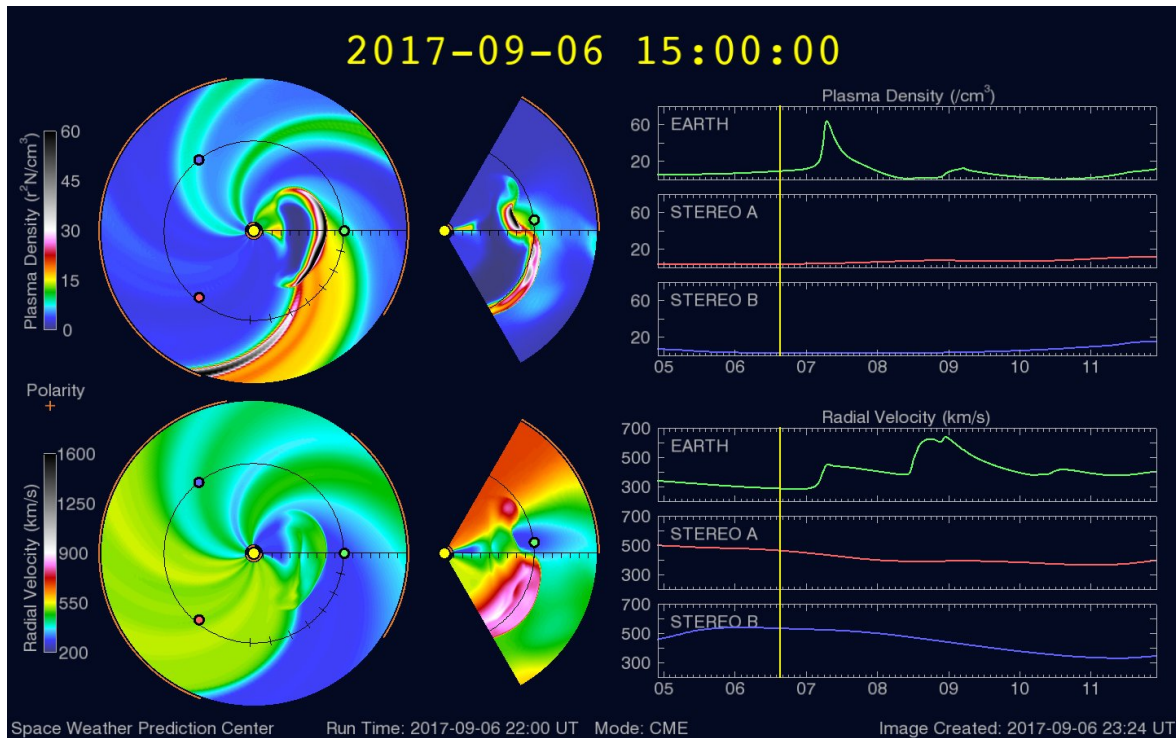 2017-09-06 15:00:00
Plasma Density (r²N/cm³)
60
45
30
15
0
Plasma Density (/cm³)
EARTH
60
20
STEREO A
60
20
STEREO B
60
20
05 06 07 08 09 10 11
Polarity
+
Radial Velocity (km/s)
1600
1250
900
550
200
Radial Velocity (km/s)
EARTH
700
500
300
STEREO A
700
500
300
STEREO B
700
500
300
05 06 07 08 09 10 11
Space Weather Prediction Center Run Time: 2017-09-06 22:00 UT Mode: CME Image Created: 2017-09-06 23:24 UT